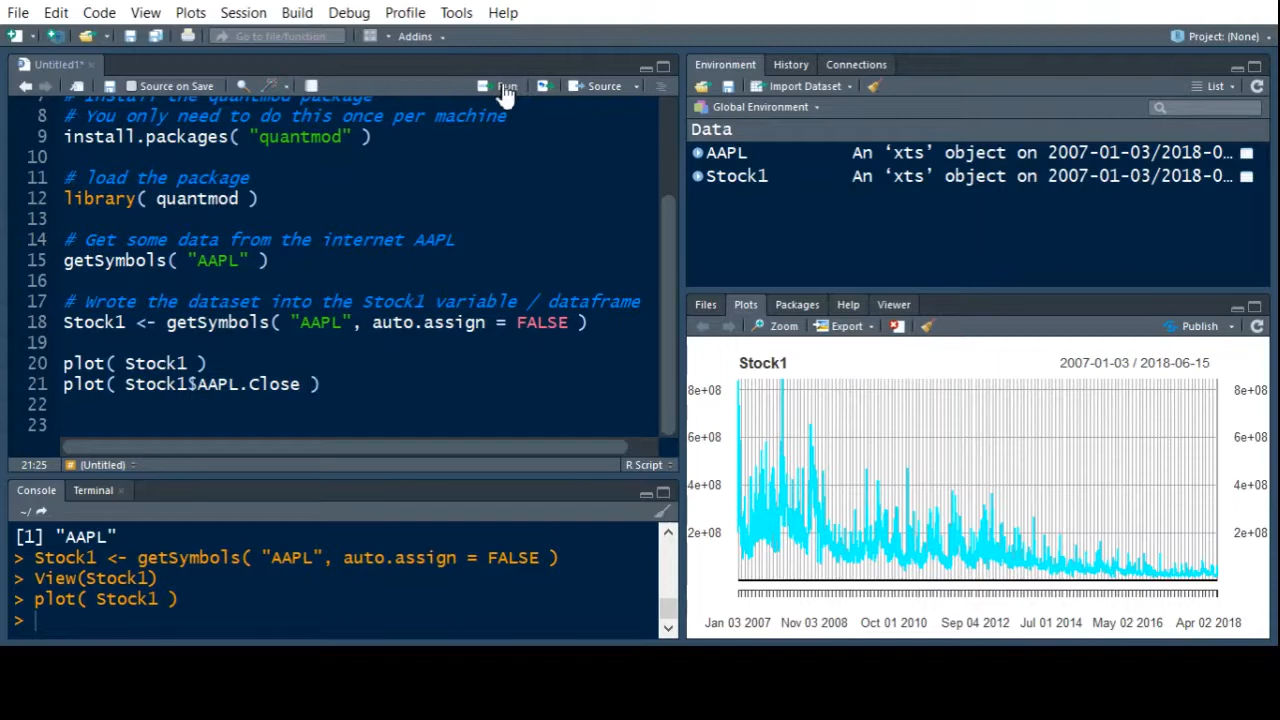 File Edit Code View Plots Session Build Debug Profile Tools Help
Go to file/function Addins Project: (None)
Untitled1* ×
Source on Save Run Source
7 # Install the quantmod package
8 # You only need to do this once per machine
9 install.packages( "quantmod" )
10
11 # load the package
12 library( quantmod )
13
14 # Get some data from the internet AAPL
15 getSymbols( "AAPL" )
16
17 # Wrote the dataset into the Stock1 variable / dataframe
18 Stock1 <- getSymbols( "AAPL", auto.assign = FALSE )
19
20 plot( Stock1 )
21 plot( Stock1$AAPL.Close )
22
23
21:25 # (Untitled) R Script
Console Terminal ×
~/
[1] "AAPL"
> Stock1 <- getSymbols( "AAPL", auto.assign = FALSE )
> View(Stock1)
> plot( Stock1 )
>
Environment History Connections
Import Dataset List
Global Environment
Data
AAPL An ‘xts’ object on 2007-01-03/2018-0…
Stock1 An ‘xts’ object on 2007-01-03/2018-0…
Files Plots Packages Help Viewer
Zoom Export Publish
Stock1 2007-01-03 / 2018-06-15
8e+08 8e+08
6e+08 6e+08
4e+08 4e+08
2e+08 2e+08
Jan 03 2007 Nov 03 2008 Oct 01 2010 Sep 04 2012 Jul 01 2014 May 02 2016 Apr 02 2018